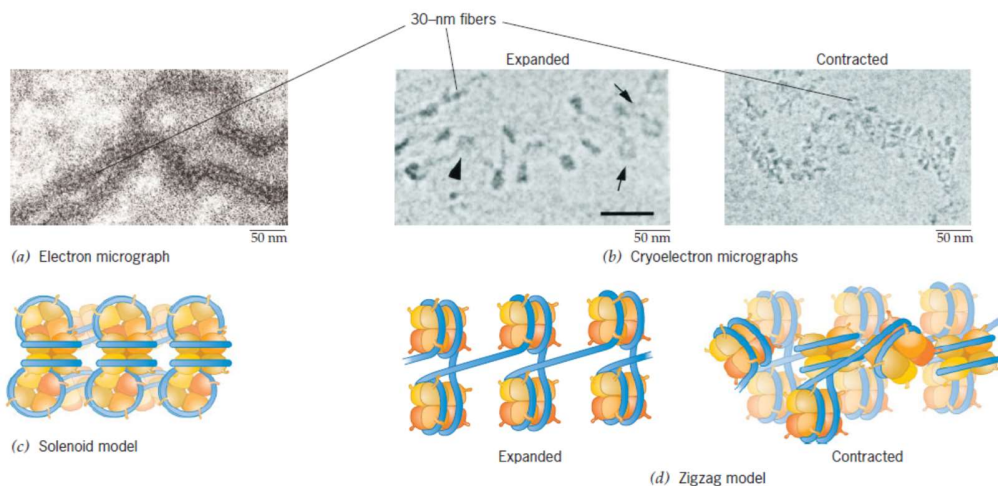 30–nm fibers
Expanded
Contracted
50 nm
50 nm
50 nm
(a) Electron micrograph
(b) Cryoelectron micrographs
(c) Solenoid model
Expanded
Contracted
(d) Zigzag model